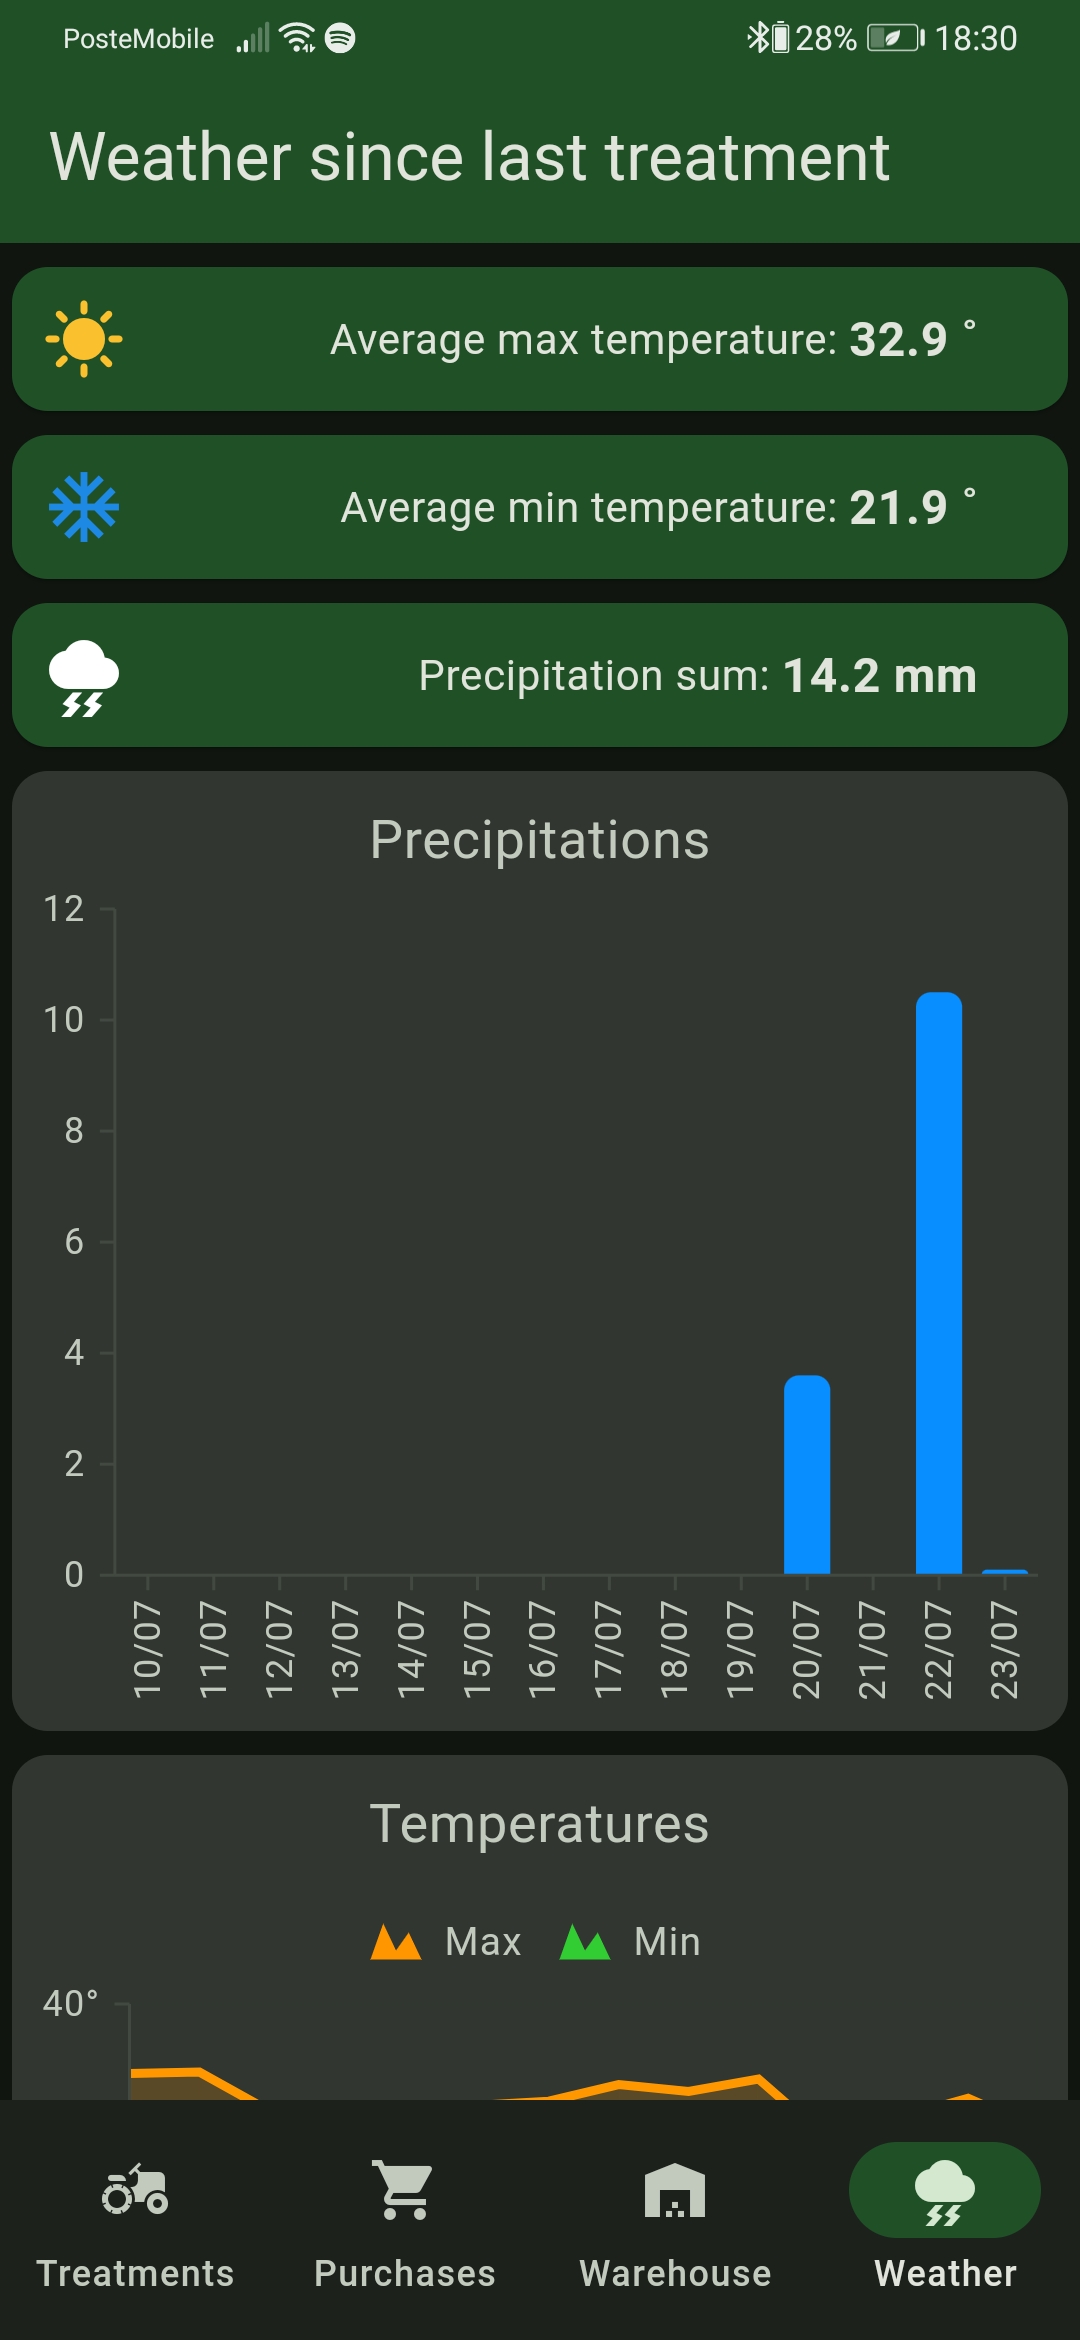 PosteMobile 28% 18:30
Weather since last treatment
Average max temperature: 32.9 °
Average min temperature: 21.9 °
Precipitation sum: 14.2 mm
Precipitations
12
10
8
6
4
2
0
10/07 11/07 12/07 13/07 14/07 15/07 16/07 17/07 18/07 19/07 20/07 21/07 22/07 23/07
Temperatures
Max Min
40°
Treatments Purchases Warehouse Weather